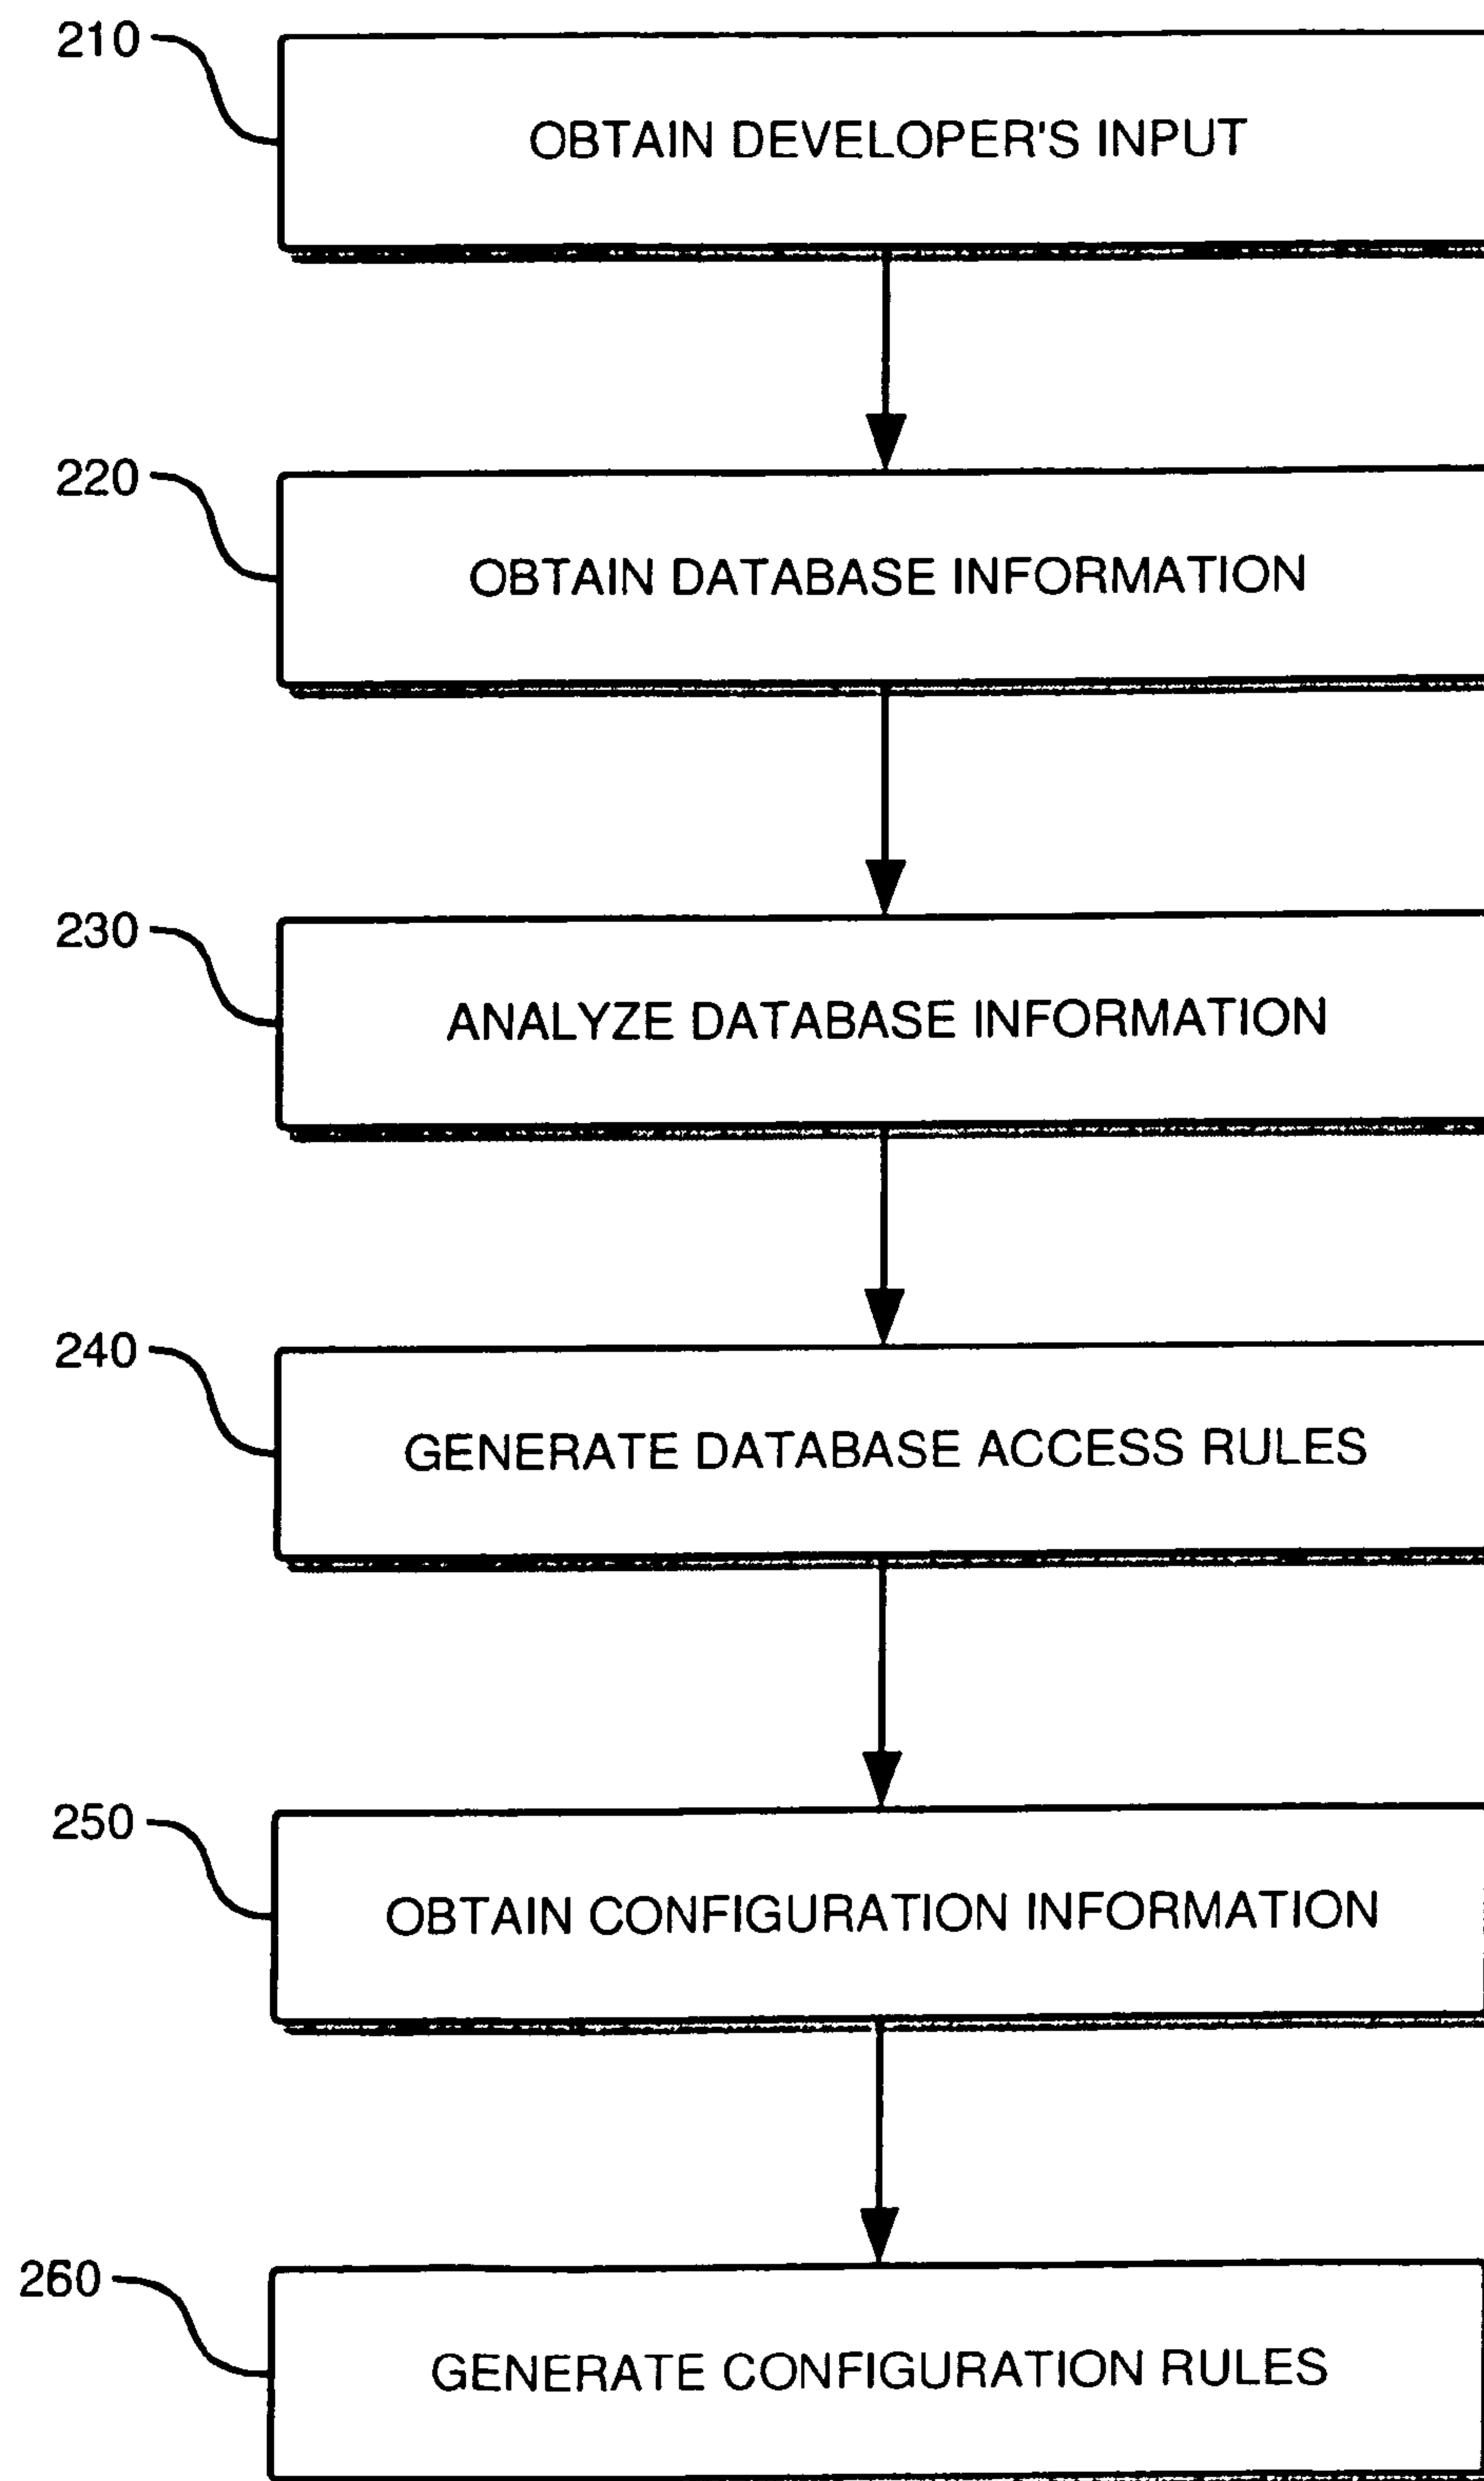 210
OBTAIN DEVELOPER'S INPUT
220
OBTAIN DATABASE INFORMATION
230
ANALYZE DATABASE INFORMATION
240
GENERATE DATABASE ACCESS RULES
250
OBTAIN CONFIGURATION INFORMATION
260
GENERATE CONFIGURATION RULES